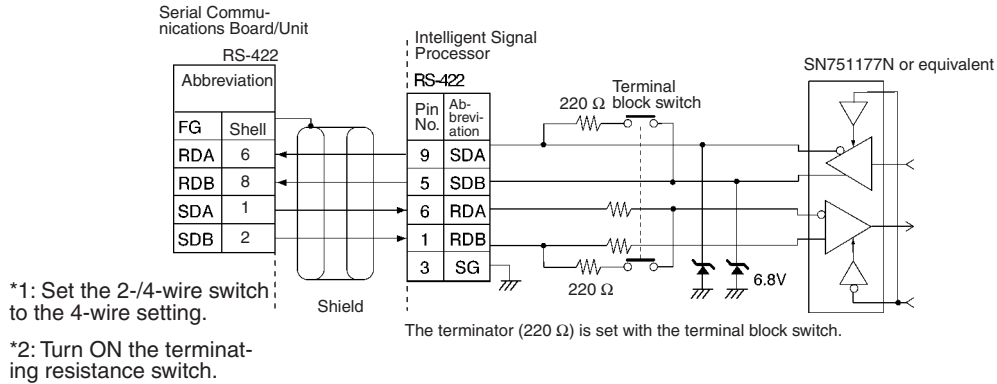 Serial Commu-
nications Board/Unit
RS-422
Abbreviation
FG Shell
RDA 6
RDB 8
SDA 1
SDB 2
Shield
Intelligent Signal
Processor
RS-422
Pin No. Ab-brevi-ation
9 SDA
5 SDB
6 RDA
1 RDB
3 SG
Terminal
block switch
220 Ω
220 Ω
6.8V
SN751177N or equivalent
The terminator (220 Ω) is set with the terminal block switch.
*1: Set the 2-/4-wire switch
to the 4-wire setting.
*2: Turn ON the terminat-
ing resistance switch.